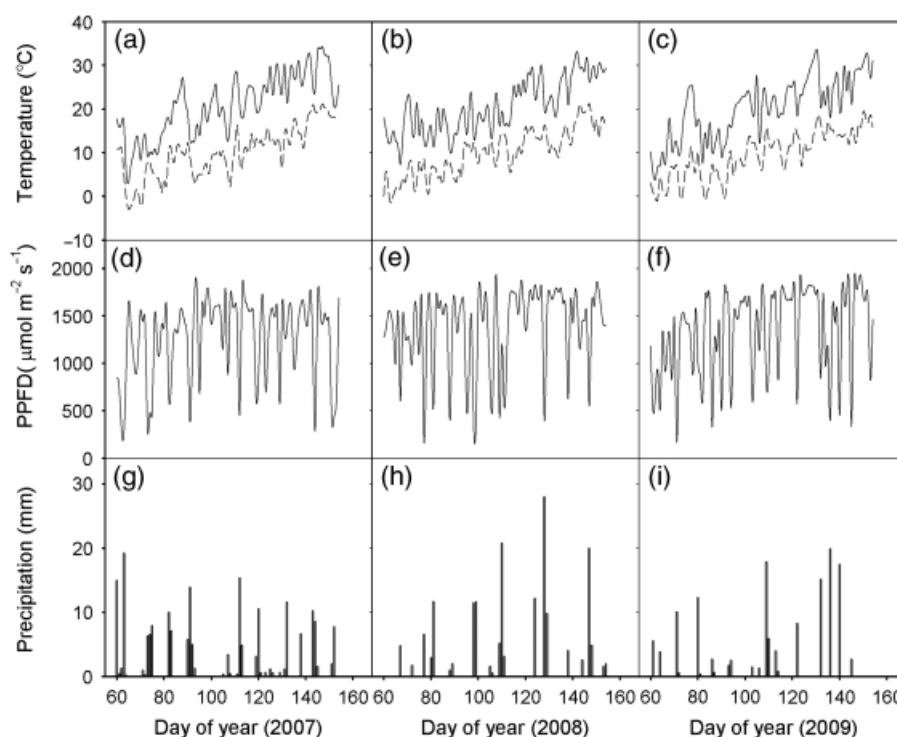 (a) (b) (c)
Temperature (°C)
40
30
20
10
0
−10
(d) (e) (f)
PPFD( μmol m⁻² s⁻¹)
2000
1500
1000
500
0
(g) (h) (i)
Precipitation (mm)
30
20
10
0
60 80 100 120 140 160 60 80 100 120 140 160 60 80 100 120 140 160
Day of year (2007) Day of year (2008) Day of year (2009)